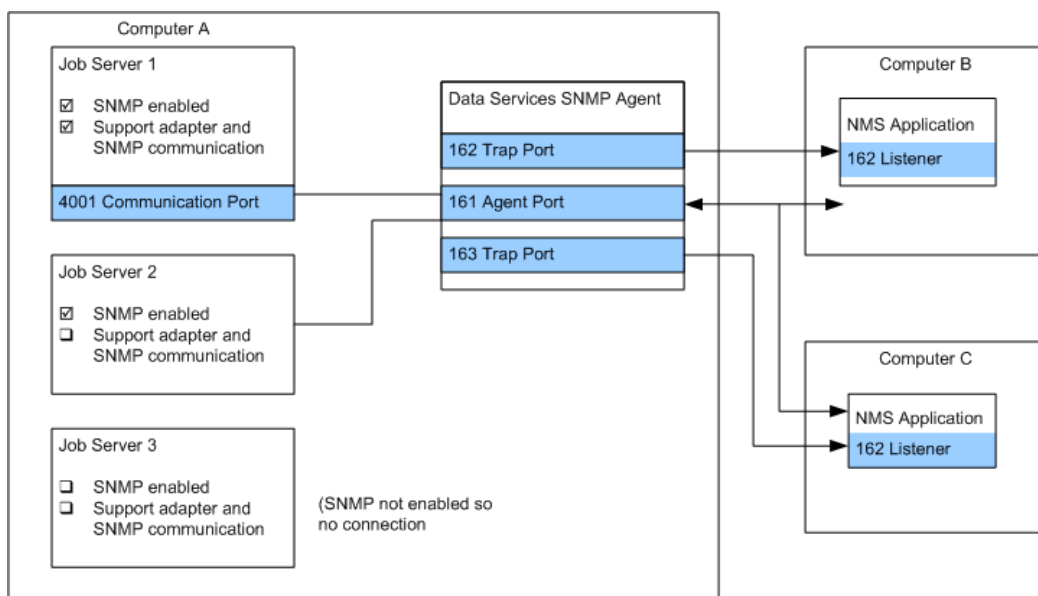 Computer A
Job Server 1
SNMP enabled
Support adapter and
SNMP communication
4001 Communication Port
Job Server 2
SNMP enabled
Support adapter and
SNMP communication
Job Server 3
SNMP enabled
Support adapter and
SNMP communication
(SNMP not enabled so
no connection
Data Services SNMP Agent
162 Trap Port
161 Agent Port
163 Trap Port
Computer B
NMS Application
162 Listener
Computer C
NMS Application
162 Listener